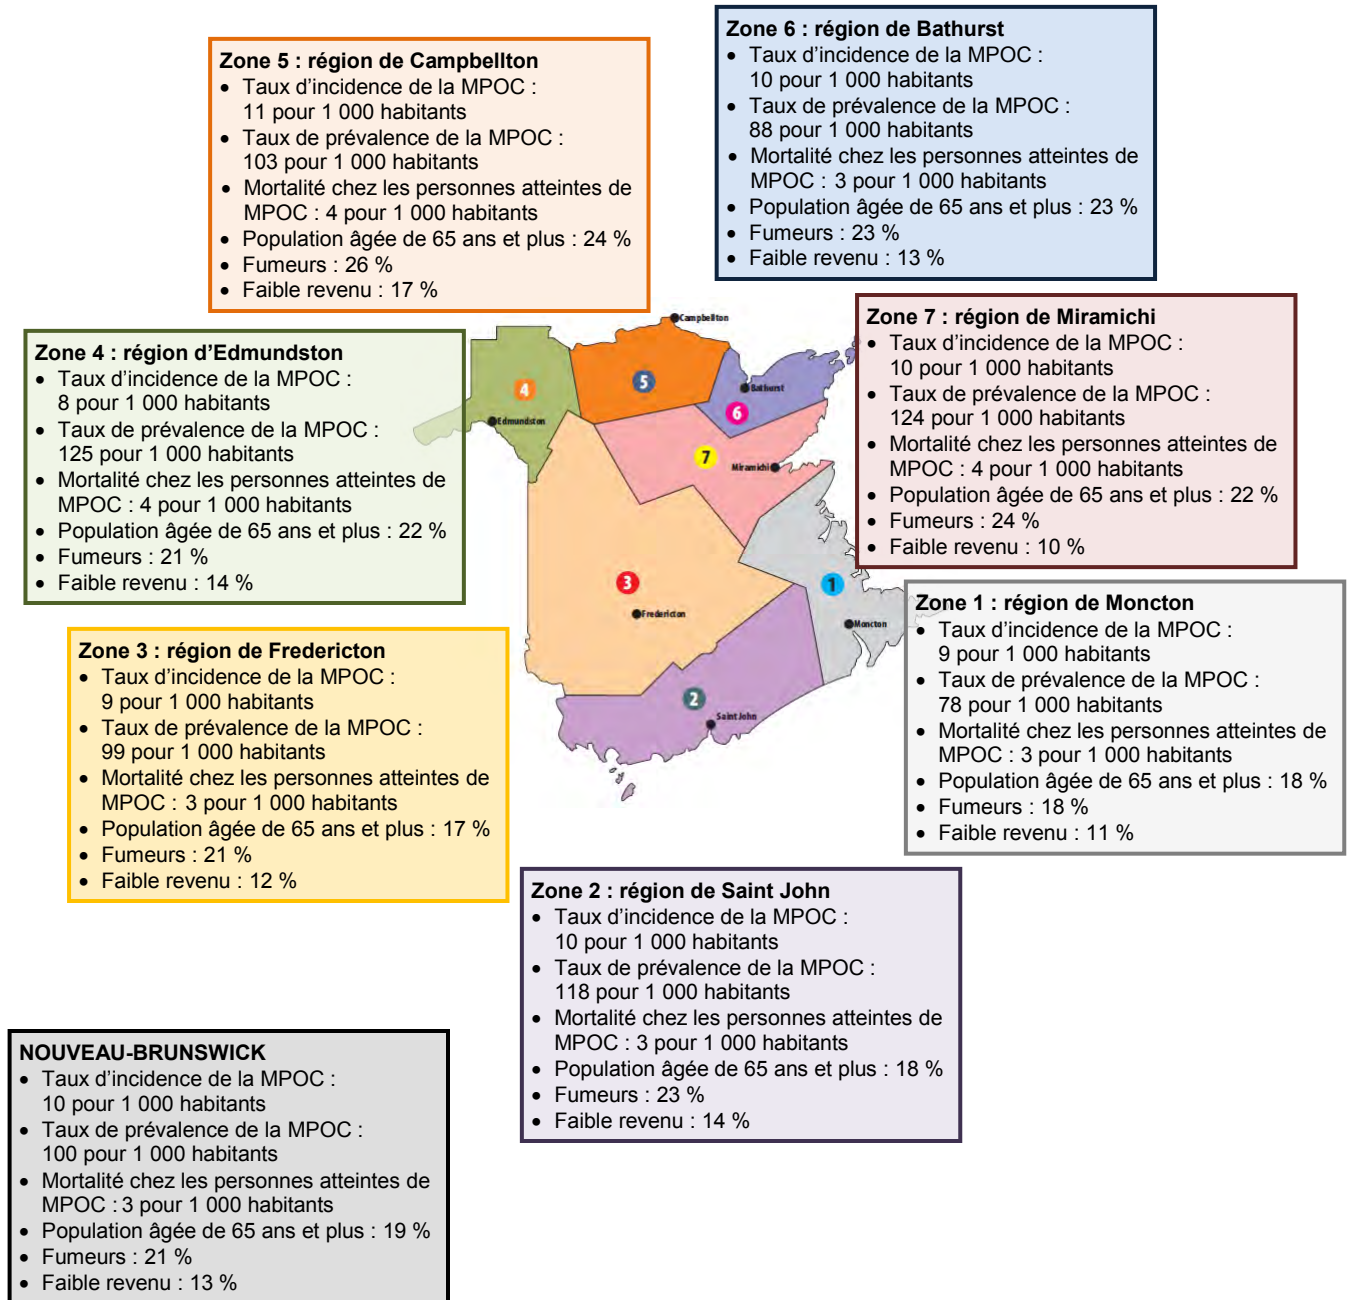 Zone 6 : région de Bathurst
• Taux d'incidence de la MPOC :
10 pour 1 000 habitants
• Taux de prévalence de la MPOC :
88 pour 1 000 habitants
• Mortalité chez les personnes atteintes de
MPOC : 3 pour 1 000 habitants
• Population âgée de 65 ans et plus : 23 %
• Fumeurs : 23 %
• Faible revenu : 13 %
Zone 5 : région de Campbellton
• Taux d'incidence de la MPOC :
11 pour 1 000 habitants
• Taux de prévalence de la MPOC :
103 pour 1 000 habitants
• Mortalité chez les personnes atteintes de
MPOC : 4 pour 1 000 habitants
• Population âgée de 65 ans et plus : 24 %
• Fumeurs : 26 %
• Faible revenu : 17 %
Zone 7 : région de Miramichi
• Taux d'incidence de la MPOC :
10 pour 1 000 habitants
• Taux de prévalence de la MPOC :
124 pour 1 000 habitants
• Mortalité chez les personnes atteintes de
MPOC : 4 pour 1 000 habitants
• Population âgée de 65 ans et plus : 22 %
• Fumeurs : 24 %
• Faible revenu : 10 %
Zone 4 : région d'Edmundston
• Taux d'incidence de la MPOC :
8 pour 1 000 habitants
• Taux de prévalence de la MPOC :
125 pour 1 000 habitants
• Mortalité chez les personnes atteintes de
MPOC : 4 pour 1 000 habitants
• Population âgée de 65 ans et plus : 22 %
• Fumeurs : 21 %
• Faible revenu : 14 %
Campbellton
4
5
Bathurst
6
Edmundston
7
Miramichi
3
1
Fredericton
Moncton
2
Saint John
Zone 1 : région de Moncton
• Taux d'incidence de la MPOC :
9 pour 1 000 habitants
• Taux de prévalence de la MPOC :
78 pour 1 000 habitants
• Mortalité chez les personnes atteintes de
MPOC : 3 pour 1 000 habitants
• Population âgée de 65 ans et plus : 18 %
• Fumeurs : 18 %
• Faible revenu : 11 %
Zone 3 : région de Fredericton
• Taux d'incidence de la MPOC :
9 pour 1 000 habitants
• Taux de prévalence de la MPOC :
99 pour 1 000 habitants
• Mortalité chez les personnes atteintes de
MPOC : 3 pour 1 000 habitants
• Population âgée de 65 ans et plus : 17 %
• Fumeurs : 21 %
• Faible revenu : 12 %
Zone 2 : région de Saint John
• Taux d'incidence de la MPOC :
10 pour 1 000 habitants
• Taux de prévalence de la MPOC :
118 pour 1 000 habitants
• Mortalité chez les personnes atteintes de
MPOC : 3 pour 1 000 habitants
• Population âgée de 65 ans et plus : 18 %
• Fumeurs : 23 %
• Faible revenu : 14 %
NOUVEAU-BRUNSWICK
• Taux d'incidence de la MPOC :
10 pour 1 000 habitants
• Taux de prévalence de la MPOC :
100 pour 1 000 habitants
• Mortalité chez les personnes atteintes de
MPOC : 3 pour 1 000 habitants
• Population âgée de 65 ans et plus : 19 %
• Fumeurs : 21 %
• Faible revenu : 13 %